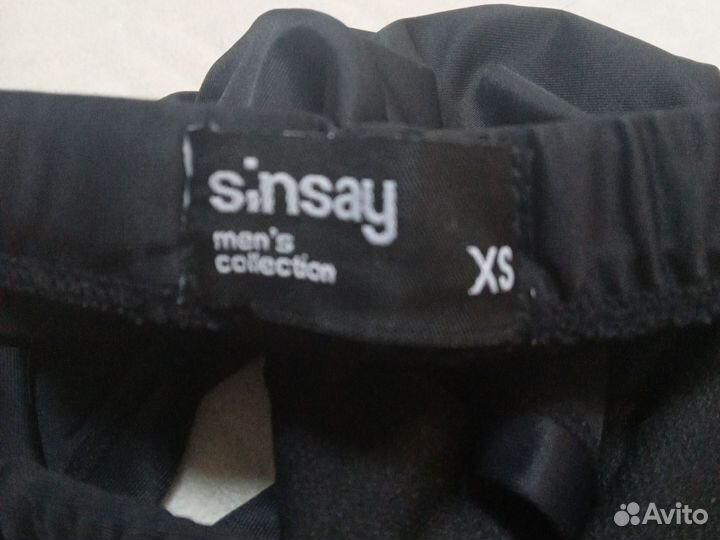 sinsay
men's
collection
XS
Avito